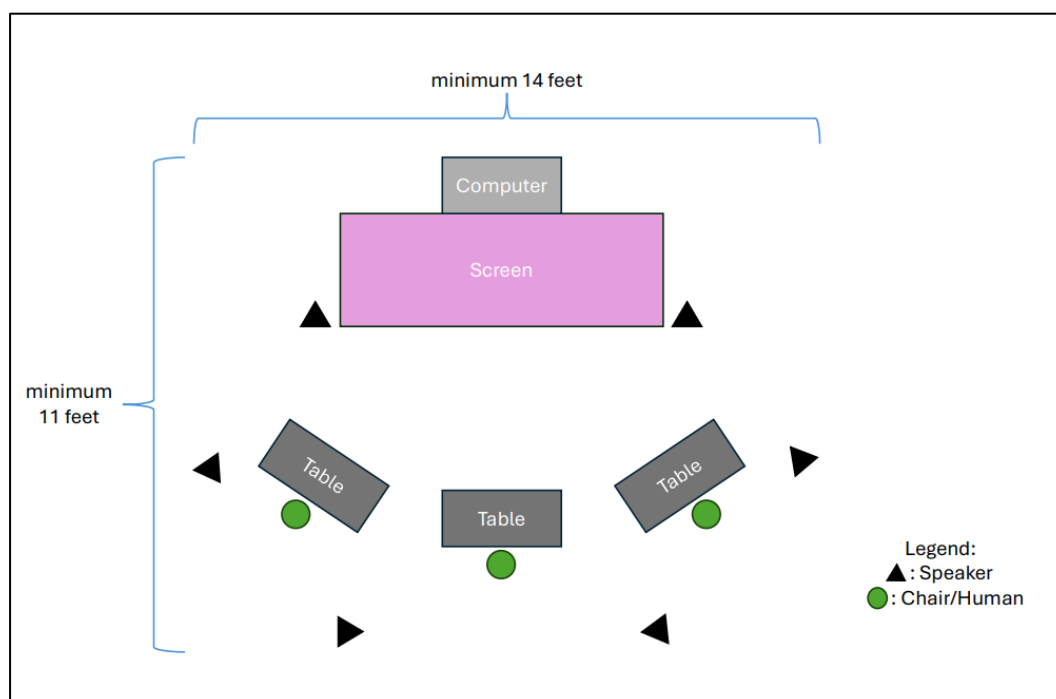 minimum 14 feet
Computer
Screen
minimum
11 feet
Table
Table
Table
Legend:
: Speaker
: Chair/Human